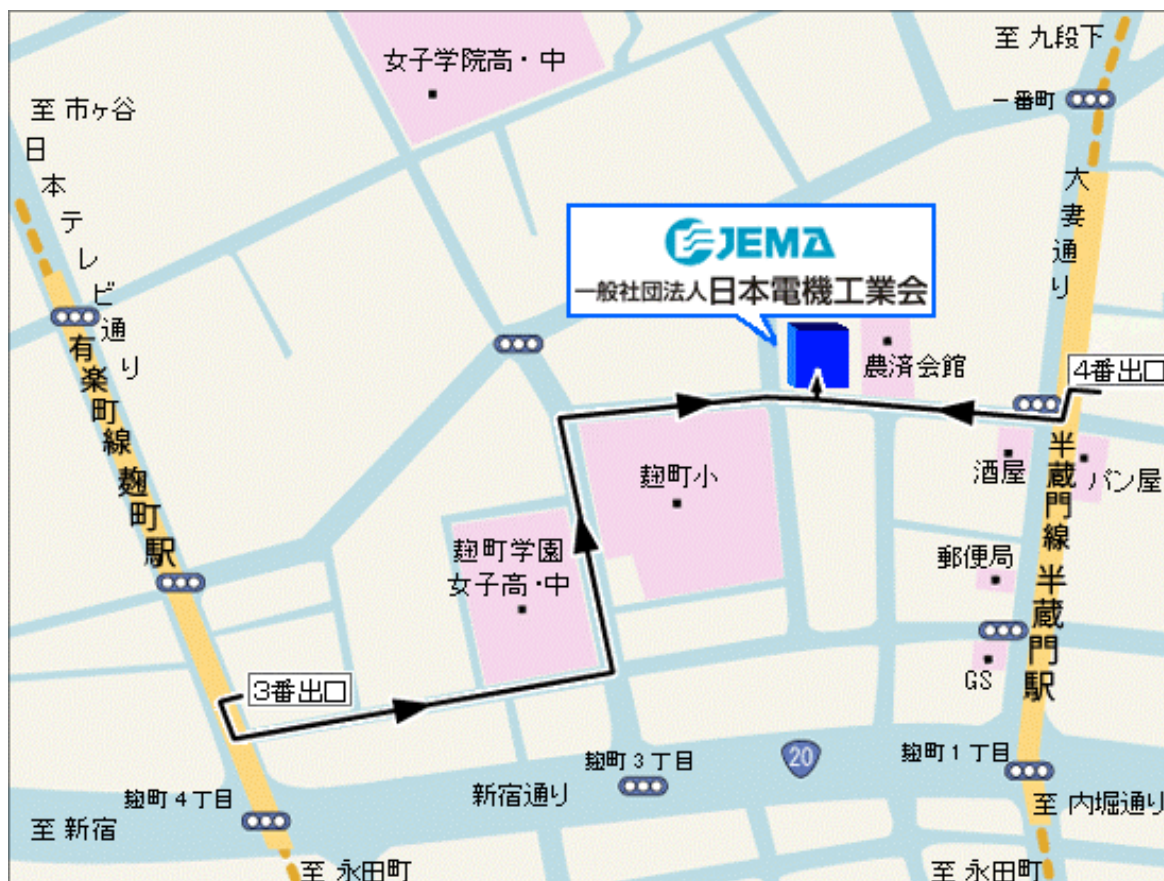 女子学院高・中
至 九段下
一番町
至 市ヶ谷
日本テレビ通り
大妻通り
JEMA
一般社団法人日本電機工業会
農済会館
4番出口
有楽町線 麹町駅
半蔵門線 半蔵門駅
酒屋
パン屋
麹町小
麹町学園
女子高・中
郵便局
GS
3番出口
麹町3丁目
20
麹町1丁目
新宿通り
麹町4丁目
至 新宿
至 内堀通り
至 永田町
至 永田町